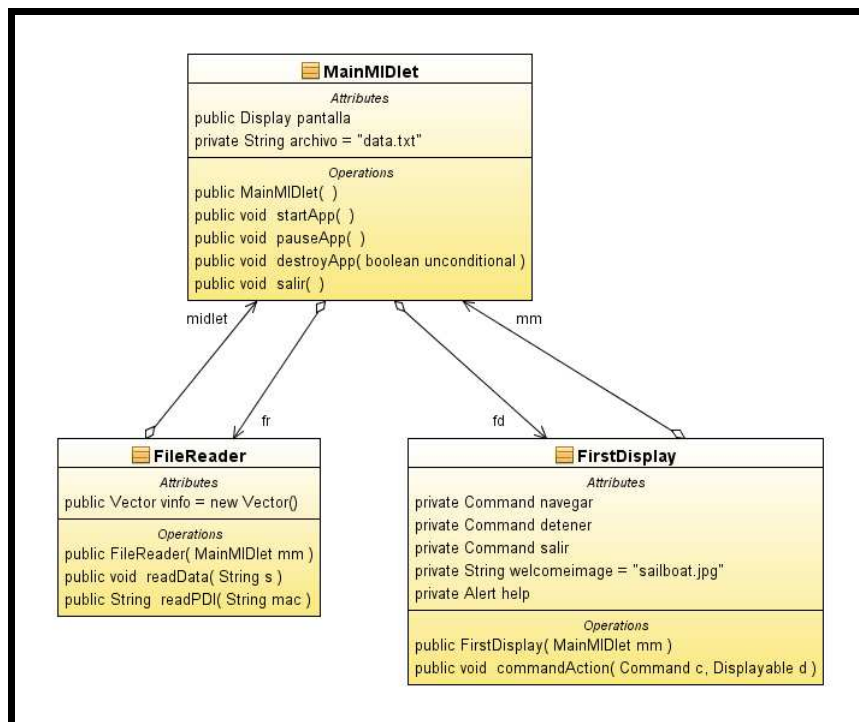 MainMIDlet
Attributes
public Display pantalla
private String archivo = "data.txt"
Operations
public MainMIDlet( )
public void startApp( )
public void pauseApp( )
public void destroyApp( boolean unconditional )
public void salir( )
midlet
mm
fr
fd
FileReader
Attributes
public Vector vinfo = new Vector()
Operations
public FileReader( MainMIDlet mm )
public void readData( String s )
public String readPDI( String mac )
FirstDisplay
Attributes
private Command navegar
private Command detener
private Command salir
private String welcomeimage = "sailboat.jpg"
private Alert help
Operations
public FirstDisplay( MainMIDlet mm )
public void commandAction( Command c, Displayable d )